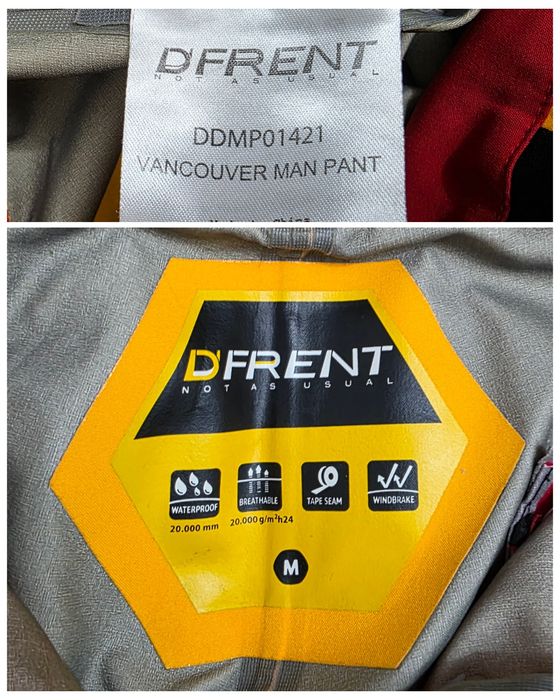 D'FRENT
NOT AS USUAL
DDMP01421
VANCOUVER MAN PANT
D'FRENT
NOT AS USUAL
WATERPROOF
20.000 mm
BREATHABLE
20.000 g/m²h24
TAPE SEAM
WINDBRAKE
M